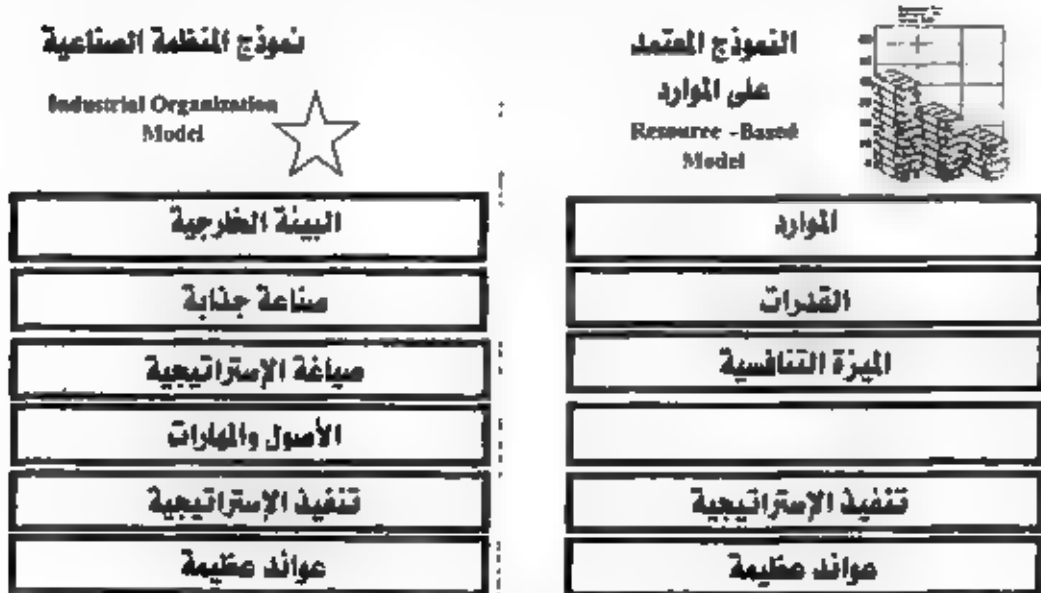 النموذج المعتمد
على الموارد
Resource -Based
Model
الموارد
القدرات
الميزة التنافسية
تنفيذ الإستراتيجية
عوائد عظيمة
نموذج المنظمة الصناعية
Industrial Organization
Model
البيئة الخارجية
صناعة جذابة
صياغة الإستراتيجية
الأصول والمهارات
تنفيذ الإستراتيجية
عوائد عظيمة